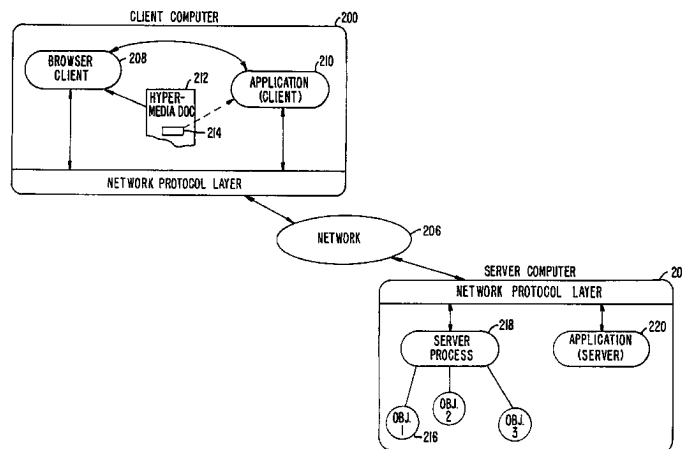 CLIENT COMPUTER
200
BROWSER
CLIENT
208
212
210
APPLICATION
(CLIENT)
HYPER-
MEDIA DOC
214
NETWORK PROTOCOL LAYER
NETWORK
206
SERVER COMPUTER
20
NETWORK PROTOCOL LAYER
218
220
SERVER
PROCESS
APPLICATION
(SERVER)
OBJ.
1
216
OBJ.
2
OBJ.
3